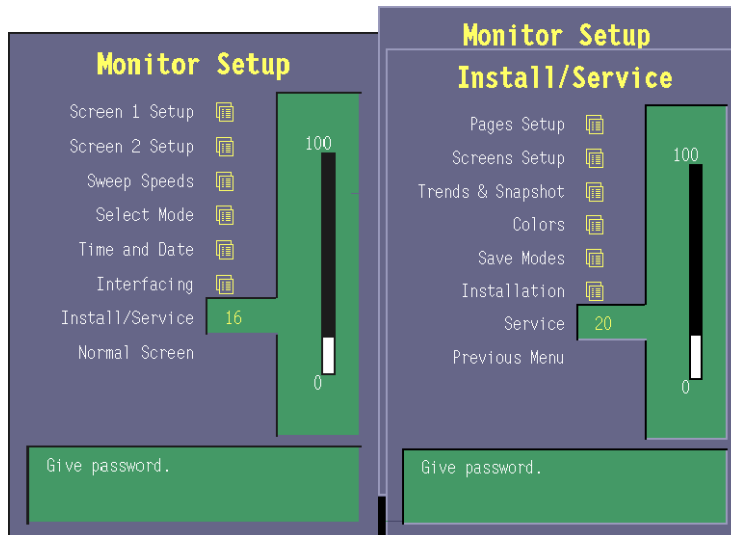 Monitor Setup
Screen 1 Setup
100
Screen 2 Setup
Sweep Speeds
Select Mode
Time and Date
Interfacing
Install/Service 16
Normal Screen
0
Give password.
Monitor Setup
Install/Service
Pages Setup
100
Screens Setup
Trends & Snapshot
Colors
Save Modes
Installation
Service 20
Previous Menu
0
Give password.